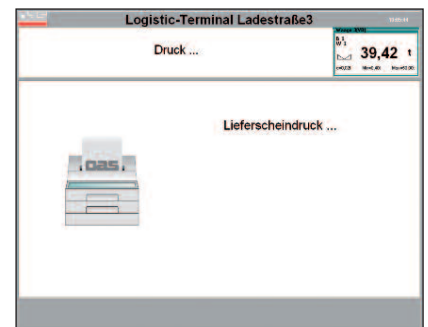 Logistic-Terminal Ladestraße3
Druck ...
39,42 t
Lieferscheindruck ...
oas